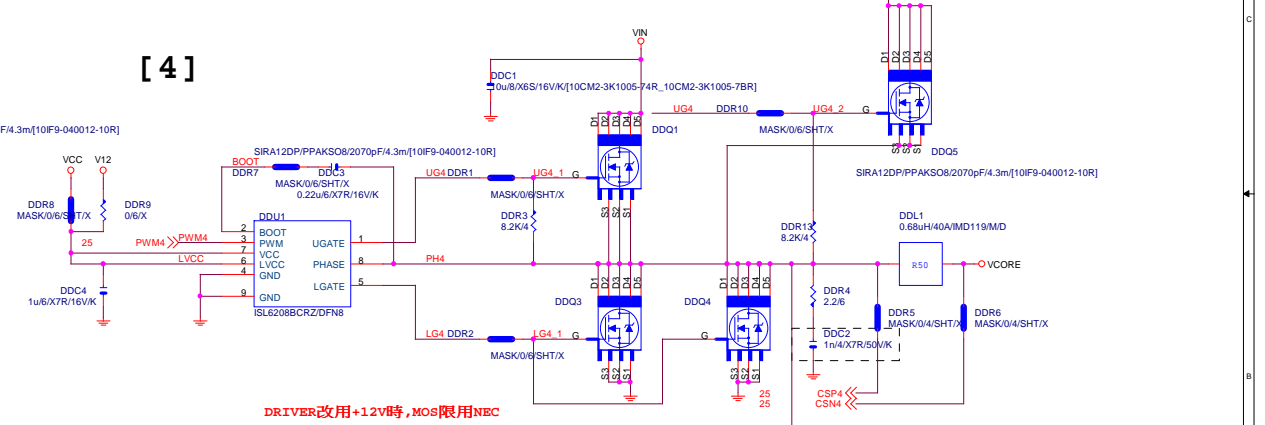 C
VIN
[4]
DDC1
10u/8/X6S/16V/K/[10CM2-3K1005-74R_10CM2-3K1005-7BR]
D1 D2 D3 D4 D5
UG4 DDR10 UG4_2 G
MASK/0/6/SHT/X
F/4.3m/[10IF9-040012-10R]
D1 D2 D3 D4 D5
DDQ1
S3 S2 S1
DDQ5
SIRA12DP/PPAKSO8/2070pF/4.3m/[10IF9-040012-10R]
SIRA12DP/PPAKSO8/2070pF/4.3m/[10IF9-040012-10R]
VCC V12
BOOT
DDR7 DDC3
MASK/0/6/SHT/X
0.22u/6/X7R/16V/K
UG4 DDR1 UG4_1 G
MASK/0/6/SHT/X
DDR8
MASK/0/6/SHT/X
DDR9
0/6/X
S3 S2 S1
DDR3
8.2K/4
DDR13
8.2K/4
DDL1
0.68uH/40A/IMD119/M/D
DDU1
2 BOOT
25 PWM4 PWM4 3 PWM UGATE 1
7 VCC
LVCC 6 LVCC PHASE 8 PH4
R50 VCORE
4 GND
LGATE 5
9 GND
ISL6208BCRZ/DFN8
DDC4
1u/6/X7R/16V/K
D1 D2 D3 D4 D5
D1 D2 D3 D4 D5
DDQ3
DDQ4
DDR4
2.2/6
DDR5
MASK/0/4/SHT/X
DDR6
MASK/0/4/SHT/X
LG4 DDR2 LG4_1 G
G
MASK/0/6/SHT/X
DDC2
1n/4/X7R/50V/K
S3 S2 S1
S3 S2 S1
B
25 CSP4
25 CSN4
DRIVER改用+12V時,MOS限用NEC